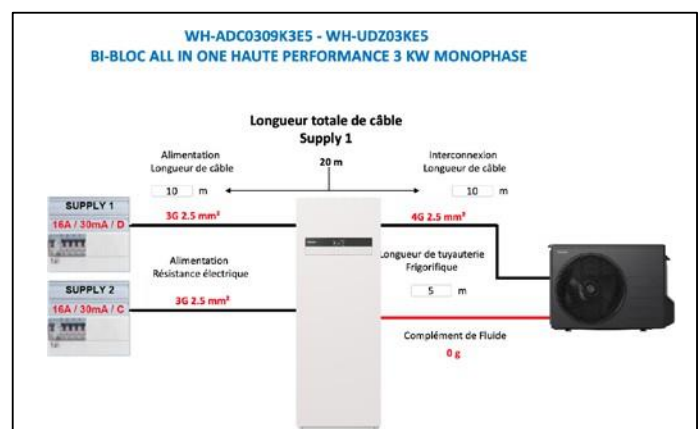 WH-ADC0309K3E5 - WH-UDZ03KE5
BI-BLOC ALL IN ONE HAUTE PERFORMANCE 3 KW MONOPHASE
Longueur totale de câble
Supply 1
20 m
Alimentation
Longueur de câble
10 m
Interconnexion
Longueur de câble
10 m
SUPPLY 1
16A / 30mA / D
3G 2.5 mm²
4G 2.5 mm²
Alimentation
Résistance électrique
Longueur de tuyauterie
Frigorifique
5 m
SUPPLY 2
16A / 30mA / C
3G 2.5 mm²
Complément de Fluide
0 g